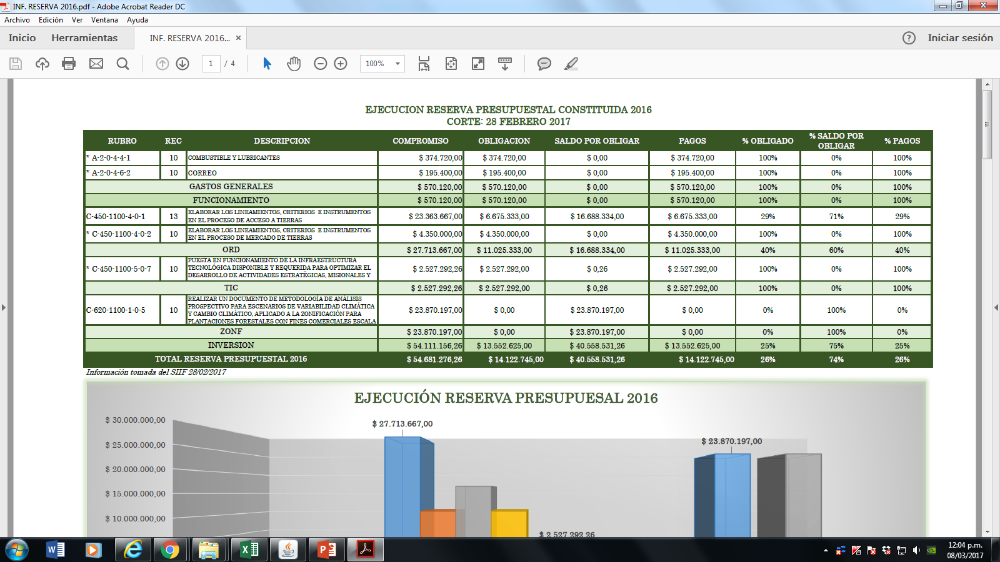 INF. RESERVA 2016.pdf - Adobe Acrobat Reader DC
Archivo Edición Ver Ventana Ayuda
Inicio Herramientas INF. RESERVA 2016... × ? Iniciar sesión
1 / 4 100%
EJECUCION RESERVA PRESUPUESTAL CONSTITUIDA 2016
CORTE: 28 FEBRERO 2017
RUBRO REC DESCRIPCION COMPROMISO OBLIGACION SALDO POR OBLIGAR PAGOS % OBLIGADO % SALDO POR OBLIGAR % PAGOS
* A-2-0-4-4-1 10 COMBUSTIBLE Y LUBRICANTES $ 374.720,00 $ 374.720,00 $ 0,00 $ 374.720,00 100% 0% 100%
* A-2-0-4-6-2 10 CORREO $ 195.400,00 $ 195.400,00 $ 0,00 $ 195.400,00 100% 0% 100%
GASTOS GENERALES $ 570.120,00 $ 570.120,00 $ 0,00 $ 570.120,00 100% 0% 100%
FUNCIONAMIENTO $ 570.120,00 $ 570.120,00 $ 0,00 $ 570.120,00 100% 0% 100%
C-450-1100-4-0-1 13 ELABORAR LOS LINEAMIENTOS, CRITERIOS E INSTRUMENTOS
EN EL PROCESO DE ACCESO A TIERRAS $ 23.363.667,00 $ 6.675.333,00 $ 16.688.334,00 $ 6.675.333,00 29% 71% 29%
* C-450-1100-4-0-2 10 ELABORAR LOS LINEAMIENTOS, CRITERIOS E INSTRUMENTOS
EN EL PROCESO DE MERCADO DE TIERRAS $ 4.350.000,00 $ 4.350.000,00 $ 0,00 $ 4.350.000,00 100% 0% 100%
ORD $ 27.713.667,00 $ 11.025.333,00 $ 16.688.334,00 $ 11.025.333,00 40% 60% 40%
* C-450-1100-5-0-7 10 PUESTA EN FUNCIONAMIENTO DE LA INFRAESTRUCTURA
TECNOLÓGICA DISPONIBLE Y REQUERIDA PARA OPTIMIZAR EL
DESARROLLO DE ACTIVIDADES ESTRATÉGICAS, MISIONALES Y $ 2.527.292,26 $ 2.527.292,00 $ 0,26 $ 2.527.292,00 100% 0% 100%
TIC $ 2.527.292,26 $ 2.527.292,00 $ 0,26 $ 2.527.292,00 100% 0% 100%
C-620-1100-1-0-5 10 REALIZAR UN DOCUMENTO DE METODOLOGÍA DE ANÁLISIS
PROSPECTIVO PARA ESCENARIOS DE VARIABILIDAD CLIMÁTICA
Y CAMBIO CLIMÁTICO, APLICADO A LA ZONIFICACIÓN PARA
PLANTACIONES FORESTALES CON FINES COMERCIALES ESCALA $ 23.870.197,00 $ 0,00 $ 23.870.197,00 $ 0,00 0% 100% 0%
ZONF $ 23.870.197,00 $ 0,00 $ 23.870.197,00 $ 0,00 0% 100% 0%
INVERSION $ 54.111.156,26 $ 13.552.625,00 $ 40.558.531,26 $ 13.552.625,00 25% 75% 25%
TOTAL RESERVA PRESUPUESTAL 2016 $ 54.681.276,26 $ 14.122.745,00 $ 40.558.531,26 $ 14.122.745,00 26% 74% 26%
Información tomada del SIIF 28/02/2017
EJECUCIÓN RESERVA PRESUPUESAL 2016
$ 30.000.000,00
$ 25.000.000,00
$ 20.000.000,00
$ 15.000.000,00
$ 10.000.000,00
$ 27.713.667,00
$ 23.870.197,00
$ 2.527.292,26
12:04 p.m.
08/03/2017